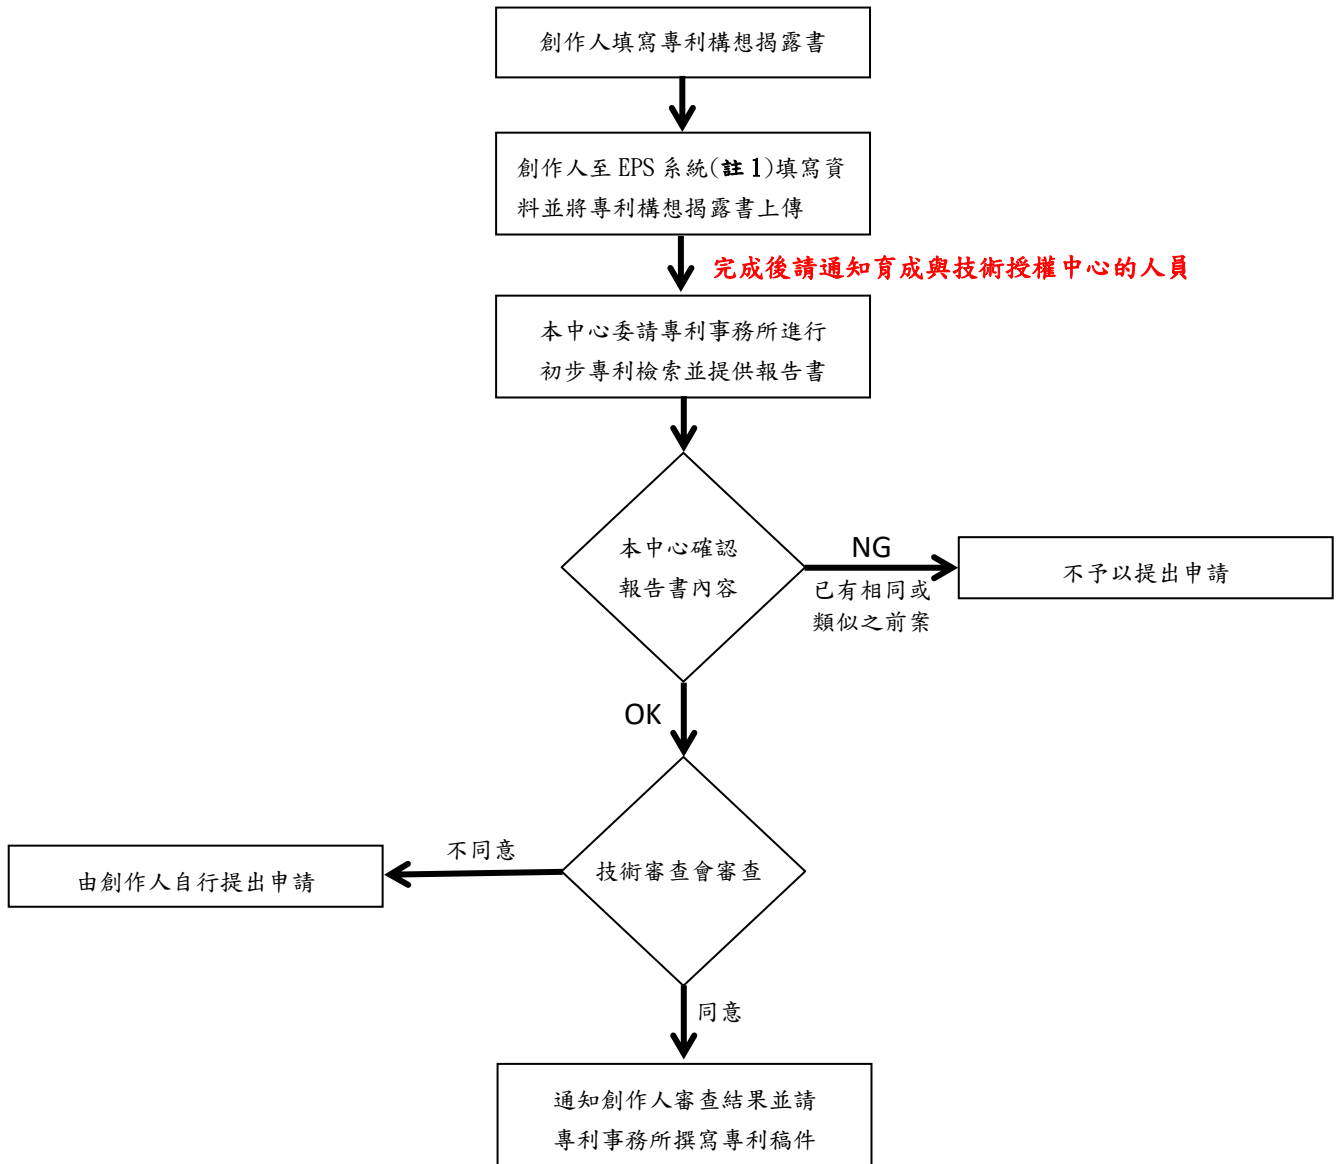 創作人填寫專利構想揭露書
創作人至 EPS 系統(註 1)填寫資
料並將專利構想揭露書上傳
完成後請通知育成與技術授權中心的人員
本中心委請專利事務所進行
初步專利檢索並提供報告書
本中心確認
報告書內容
NG
已有相同或
類似之前案
不予以提出申請
OK
不同意
技術審查會審查
由創作人自行提出申請
同意
通知創作人審查結果並請
專利事務所撰寫專利稿件